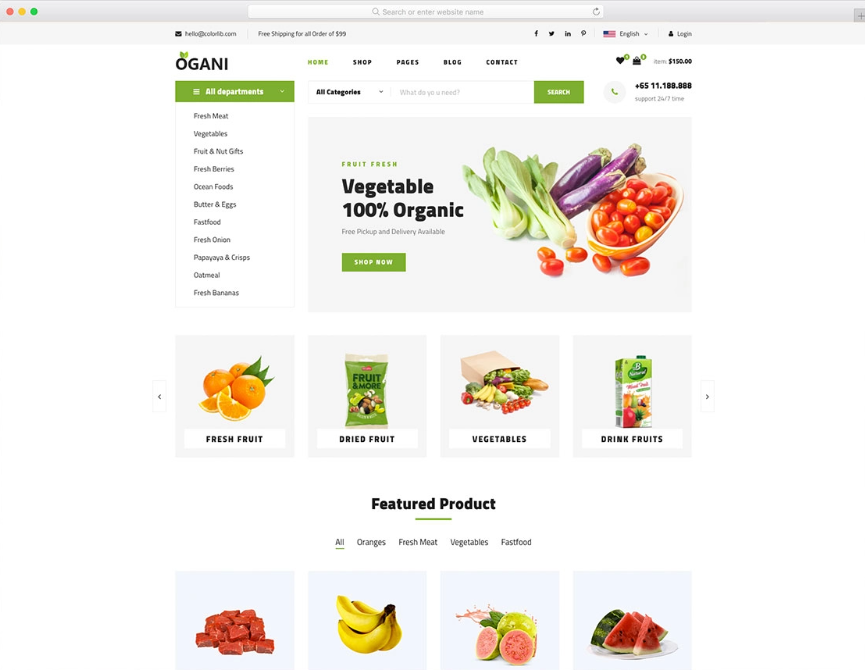 Search or enter website name
hello@colorlib.com
Free Shipping for all Order of $99
English
Login
OGANI
HOME
SHOP
PAGES
BLOG
CONTACT
item: $150.00
All departments
All Categories
What do yo u need?
SEARCH
+65 11.188.888
support 24/7 time
Fresh Meat
Vegetables
Fruit & Nut Gifts
Fresh Berries
Ocean Foods
Butter & Eggs
Fastfood
Fresh Onion
Papayaya & Crisps
Oatmeal
Fresh Bananas
FRUIT FRESH
Vegetable
100% Organic
Free Pickup and Delivery Available
SHOP NOW
FRUIT
& MORE
B
Natural
FRESH FRUIT
DRIED FRUIT
VEGETABLES
DRINK FRUITS
Featured Product
All
Oranges
Fresh Meat
Vegetables
Fastfood